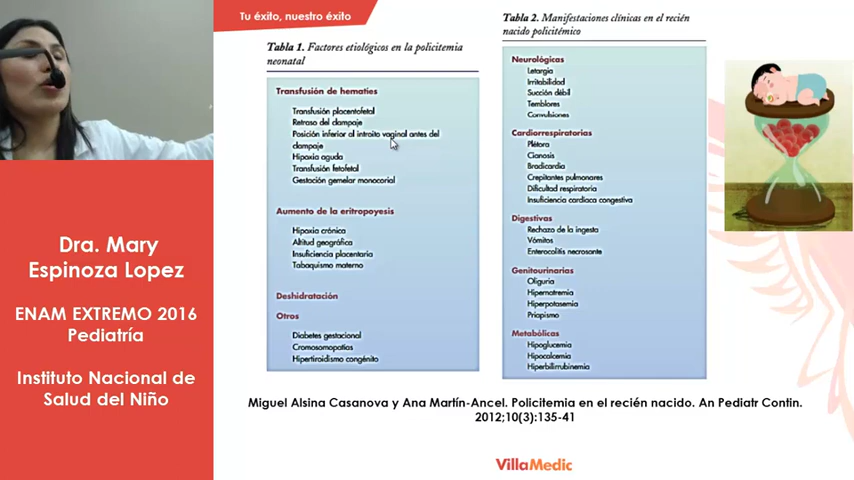 Tu éxito, nuestro éxito
Dra. Mary
Espinoza Lopez
ENAM EXTREMO 2016
Pediatría
Instituto Nacional de
Salud del Niño
Tabla 1. Factores etiológicos en la policitemia
neonatal
Transfusión de hematíes
Transfusión placentofetal
Retraso del clampaje
Posición inferior al introito vaginal antes del
clampaje
Hipoxia aguda
Transfusión fetofetal
Gestación gemelar monocorial
Aumento de la eritropoyesis
Hipoxia crónica
Altitud geográfica
Insuficiencia placentaria
Tabaquismo materno
Deshidratación
Otros
Diabetes gestacional
Cromosomopatías
Hipertiroidismo congénito
Tabla 2. Manifestaciones clínicas en el recién
nacido policitémico
Neurológicas
Letargia
Irritabilidad
Succión débil
Temblores
Convulsiones
Cardiorrespiratorias
Plétora
Cianosis
Bradicardia
Crepitantes pulmonares
Dificultad respiratoria
Insuficiencia cardíaca congestiva
Digestivas
Rechazo de la ingesta
Vómitos
Enterocolitis necrosante
Genitourinarias
Oliguria
Hipernatremia
Hiperpotasemia
Priapismo
Metabólicas
Hipoglucemia
Hipocalcemia
Hiperbilirrubinemia
Miguel Alsina Casanova y Ana Martín-Ancel. Policitemia en el recién nacido. An Pediatr Contin.
2012;10(3):135-41
VillaMedic